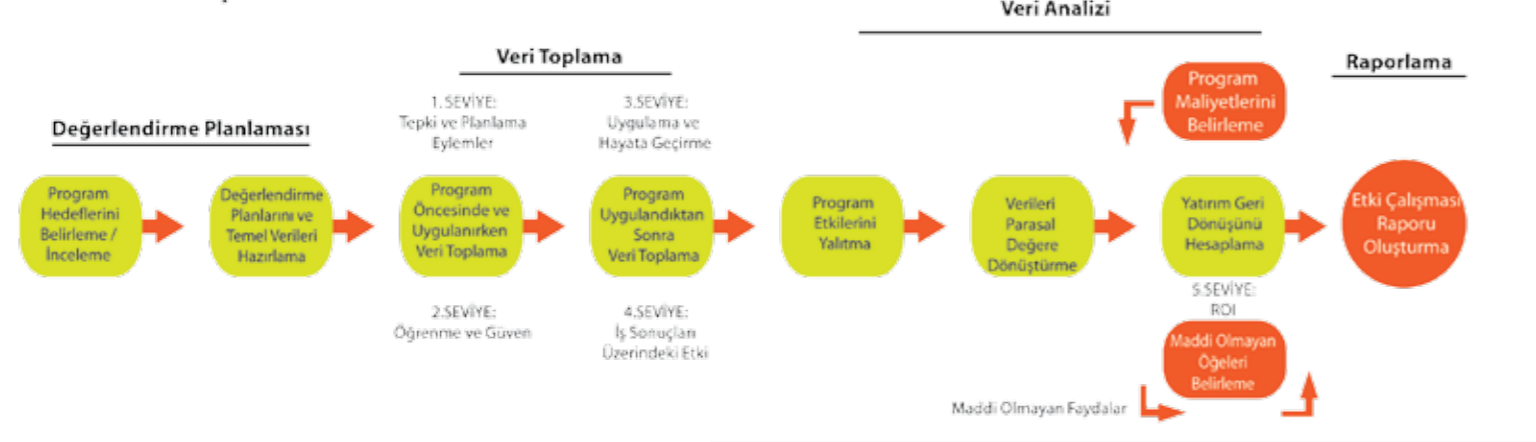 Değerlendirme Planlaması
Program
Hedeflerini
Belirleme /
İnceleme
Değerlendirme
Planlarını ve
Temel Verileri
Hazırlama
Veri Toplama
1. SEVİYE:
Tepki ve Planlama
Eylemler
Program
Öncesinde ve
Uygulanırken
Veri Toplama
2.SEVİYE:
Öğrenme ve Güven
3.SEVİYE:
Uygulama ve
Hayata Geçirme
Program
Uygulandıktan
Sonra
Veri Toplama
4.SEVİYE:
İş Sonuçları
Üzerindeki Etki
Veri Analizi
Program
Etkilerini
Yalıtma
Verileri
Parasal
Değere
Dönüştürme
Program
Maliyetlerini
Belirleme
Yatırım Geri
Dönüşünü
Hesaplama
5.SEVİYE:
ROI
Maddi Olmayan
Öğeleri
Belirleme
Maddi Olmayan Faydalar
Raporlama
Etki Çalışması
Raporu
Oluşturma